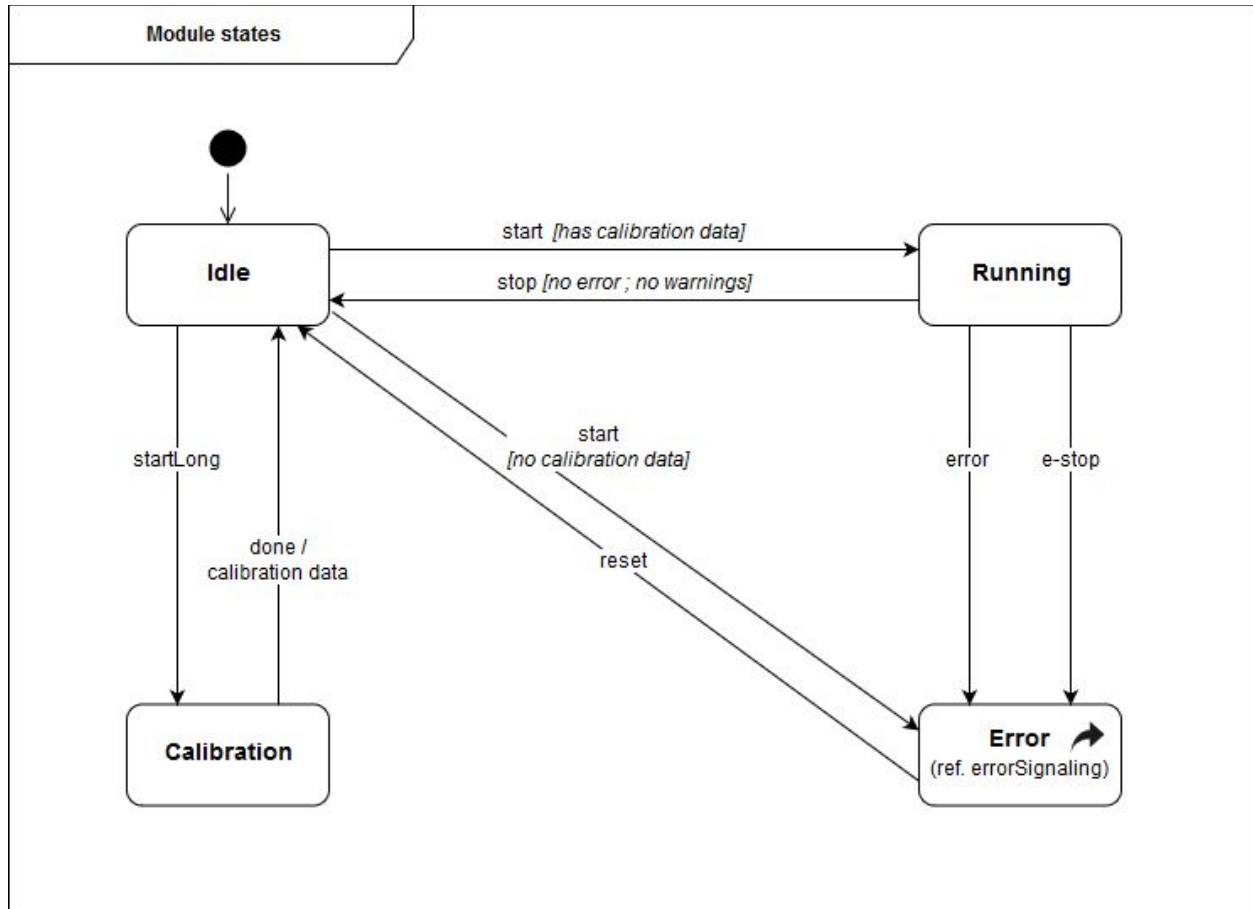 Module states
start [has calibration data]
Idle
Running
stop [no error ; no warnings]
start
[no calibration data]
startLong
error
e-stop
done /
calibration data
reset
Calibration
Error
(ref. errorSignaling)